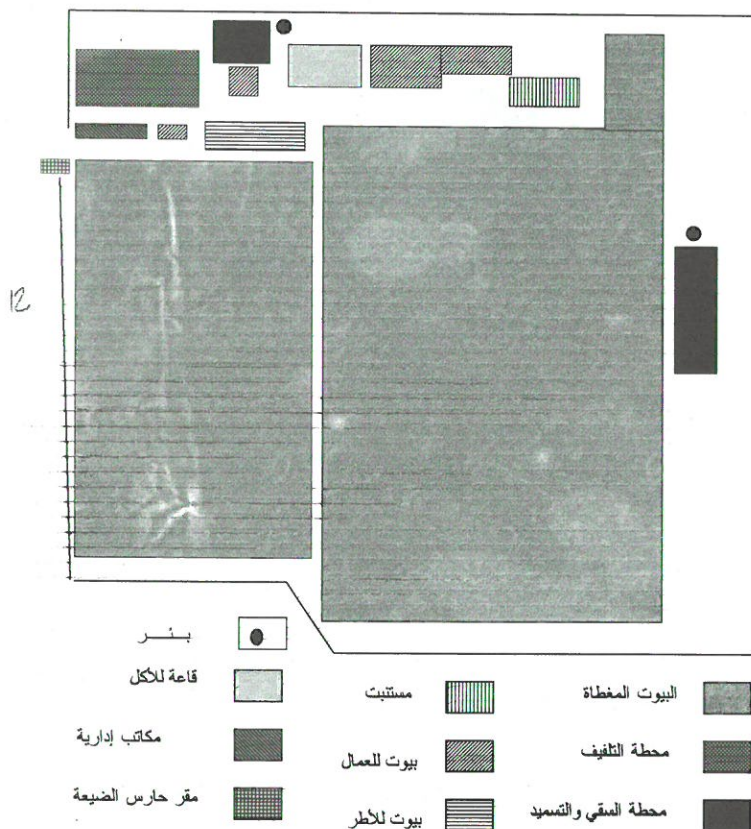 12
بئـــر
قاعة للأكل
مكاتب إدارية
مقر حارس الضيعة
مستنبت
بيوت للعمال
بيوت للأطر
البيوت المغطاة
محطة التلفيف
محطة السقي والتسميد